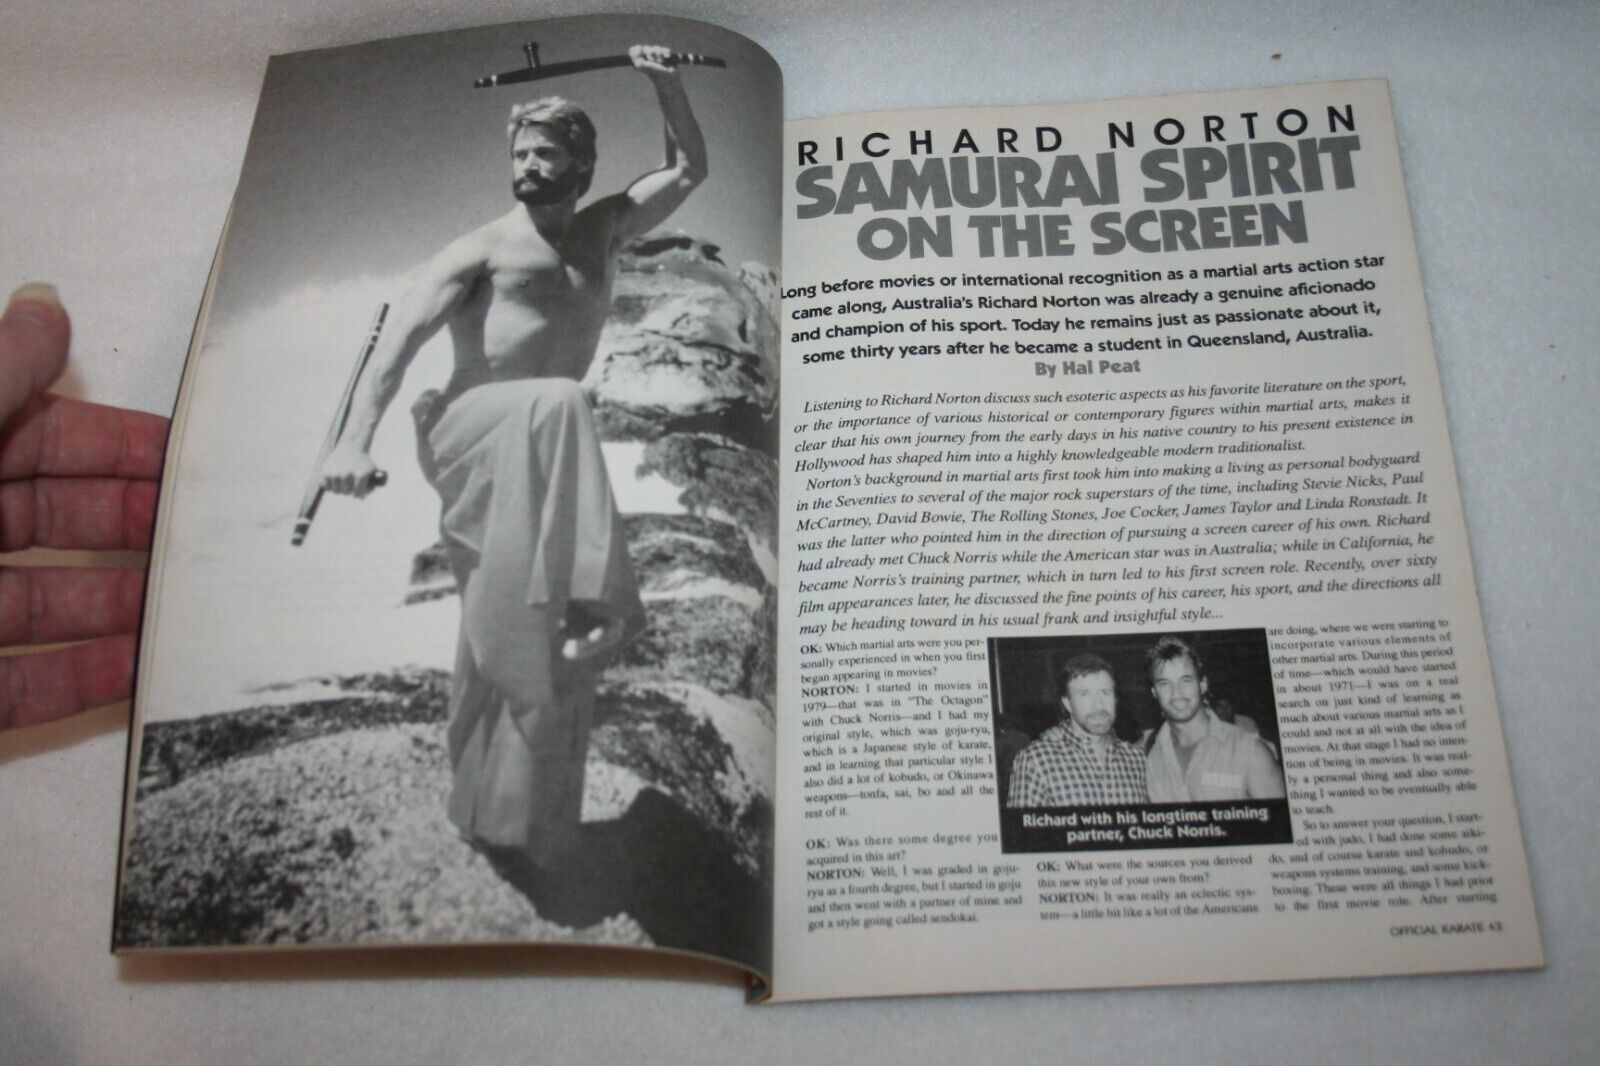 RICHARD NORTON
SAMURAI SPIRIT
ON THE SCREEN
Long before movies or international recognition as a martial arts action star
came along, Australia's Richard Norton was already a genuine aficionado
and champion of his sport. Today he remains just as passionate about it,
some thirty years after he became a student in Queensland, Australia.
By Hal Peat
Listening to Richard Norton discuss such esoteric aspects as his favorite literature on the sport,
or the importance of various historical or contemporary figures within martial arts, makes it
clear that his own journey from the early days in his native country to his present existence in
Hollywood has shaped him into a highly knowledgeable modern traditionalist.
Norton's background in martial arts first took him into making a living as personal bodyguard
in the Seventies to several of the major rock superstars of the time, including Stevie Nicks, Paul
McCartney, David Bowie, The Rolling Stones, Joe Cocker, James Taylor and Linda Ronstadt. It
was the latter who pointed him in the direction of pursuing a screen career of his own. Richard
had already met Chuck Norris while the American star was in Australia; while in California, he
became Norris's training partner, which in turn led to his first screen role. Recently, over sixty
film appearances later, he discussed the fine points of his career, his sport, and the directions all
may be heading toward in his usual frank and insightful style...
OK: Which martial arts were you per-
sonally experienced in when you first
began appearing in movies?
NORTON: I started in movies in
1979—that was in "The Octagon"
with Chuck Norris—and I had my
original style, which was goju-ryu,
which is a Japanese style of karate,
and in learning that particular style I
also did a lot of kobudo, or Okinawa
weapons—tonfa, sai, bo and all the
rest of it.
OK: Was there some degree you
acquired in this art?
NORTON: Well, I was graded in goju-
ryu as a fourth degree, but I started in goju
and then went with a partner of mine and
got a style going called sendokai.
Richard with his longtime training
partner, Chuck Norris.
OK: What were the sources you derived
this new style of your own from?
NORTON: It was really an eclectic sys-
tem—a little bit like a lot of the Americans
are doing, where we were starting to
incorporate various elements of
other martial arts. During this period
of time—which would have started
in about 1971—I was on a real
search on just kind of learning as
much about various martial arts as I
could and not at all with the idea of
movies. At that stage I had no inten-
tion of being in movies. It was real-
ly a personal thing and also some-
thing I wanted to be eventually able
to teach.
So to answer your question, I start-
ed with judo, I had done some aiki-
do, and of course karate and kobudo, or
weapons systems training, and some kick-
boxing. These were all things I had prior
to the first movie role. After starting
OFFICIAL KARATE 43